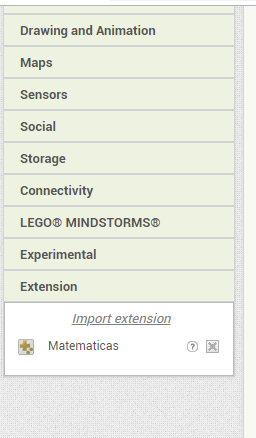 Drawing and Animation
Maps
Sensors
Social
Storage
Connectivity
LEGO® MINDSTORMS®
Experimental
Extension
Import extension
Matematicas ?